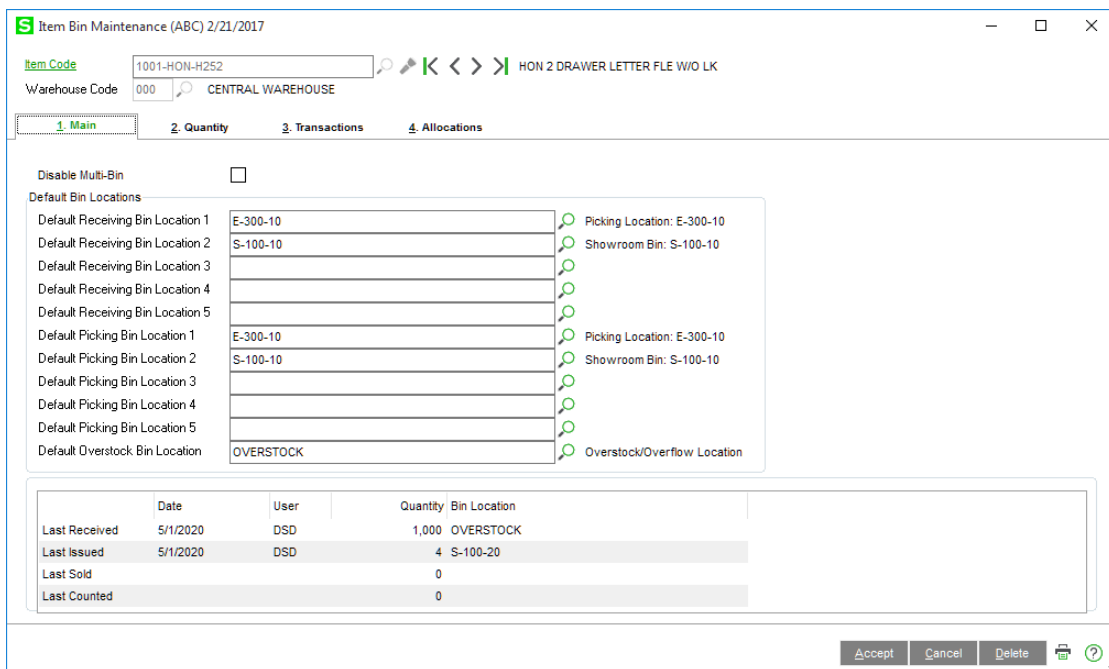 S Item Bin Maintenance (ABC) 2/21/2017
Item Code 1001-HON-H252 HON 2 DRAWER LETTER FLE W/O LK
Warehouse Code 000 CENTRAL WAREHOUSE
1. Main 2. Quantity 3. Transactions 4. Allocations
Disable Multi-Bin
Default Bin Locations
Default Receiving Bin Location 1 E-300-10 Picking Location: E-300-10
Default Receiving Bin Location 2 S-100-10 Showroom Bin: S-100-10
Default Receiving Bin Location 3
Default Receiving Bin Location 4
Default Receiving Bin Location 5
Default Picking Bin Location 1 E-300-10 Picking Location: E-300-10
Default Picking Bin Location 2 S-100-10 Showroom Bin: S-100-10
Default Picking Bin Location 3
Default Picking Bin Location 4
Default Picking Bin Location 5
Default Overstock Bin Location OVERSTOCK Overstock/Overflow Location
Date User Quantity Bin Location
Last Received 5/1/2020 DSD 1,000 OVERSTOCK
Last Issued 5/1/2020 DSD 4 S-100-20
Last Sold 0
Last Counted 0
Accept Cancel Delete ?